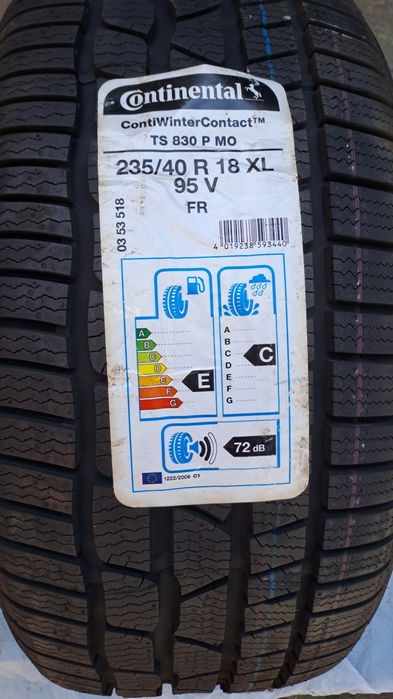 Continental
ContiWinterContact™
TS 830 P MO
235/40 R 18 XL
95 V
FR
03 53 518
4 019238 593440
A
B
C
D
E
F
G
E
A
B
C
D
E
F
G
C
72 dB
1222/2009 C1